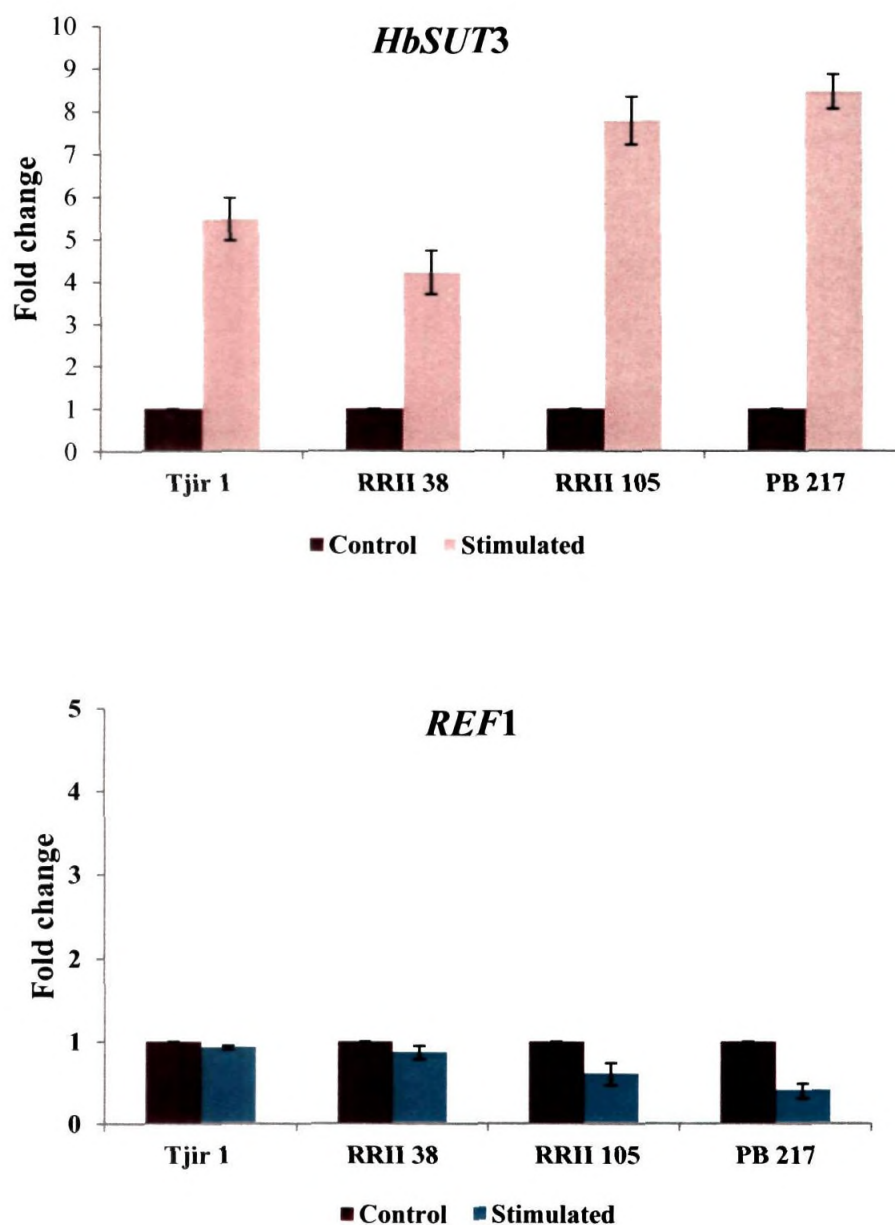 HbSUT3
Fold change
10
9
8
7
6
5
4
3
2
1
0
Tjir 1 RRII 38 RRII 105 PB 217
Control Stimulated
REF1
Fold change
5
4
3
2
1
0
Tjir 1 RRII 38 RRII 105 PB 217
Control Stimulated